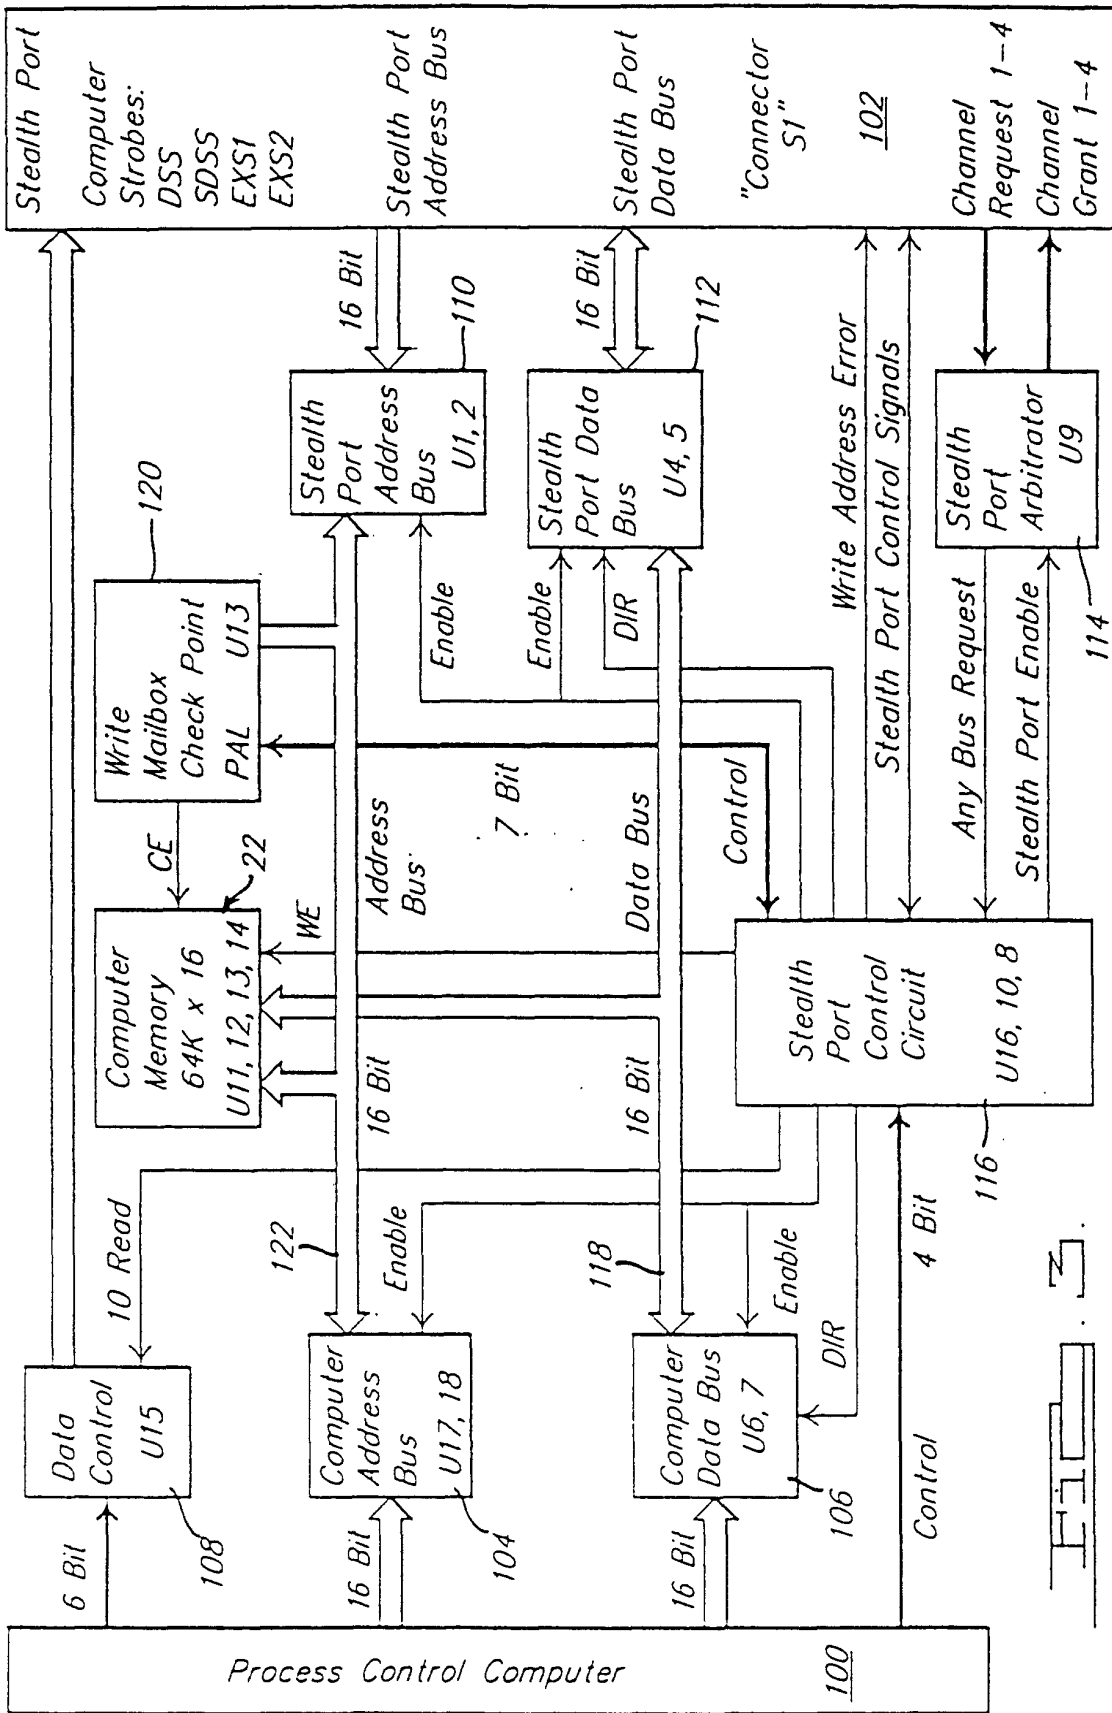 Stealth Port
Computer
Strobes:
DSS
SDSS
EXS1
EXS2
Stealth Port
Address Bus
Stealth Port
Data Bus
"Connector
S1"
102
Channel
Request 1-4
Channel
Grant 1-4
16 Bit
110
16 Bit
112
Write
Mailbox
Check Point
PAL U13
120
Stealth
Port
Address
Bus
U1, 2
Stealth
Port Data
Bus
U4, 5
Write Address Error
Stealth Port Control Signals
Stealth
Port
Arbitrator
U9
114
Enable
Enable
DIR
Any Bus Request
Stealth Port Enable
CE
22
Computer
Memory
64K x 16
U11, 12, 13, 14
WE
Address
Bus
7 Bit
Data Bus
Control
16 Bit
16 Bit
Stealth
Port
Control
Circuit
U16, 10, 8
116
10 Read
122
Enable
118
Enable
DIR
4 Bit
Data
Control
U15
108
Computer
Address
Bus
U17, 18
104
Computer
Data Bus
U6, 7
106
Control
6 Bit
16 Bit
16 Bit
Process Control Computer
100
Fig. 3.